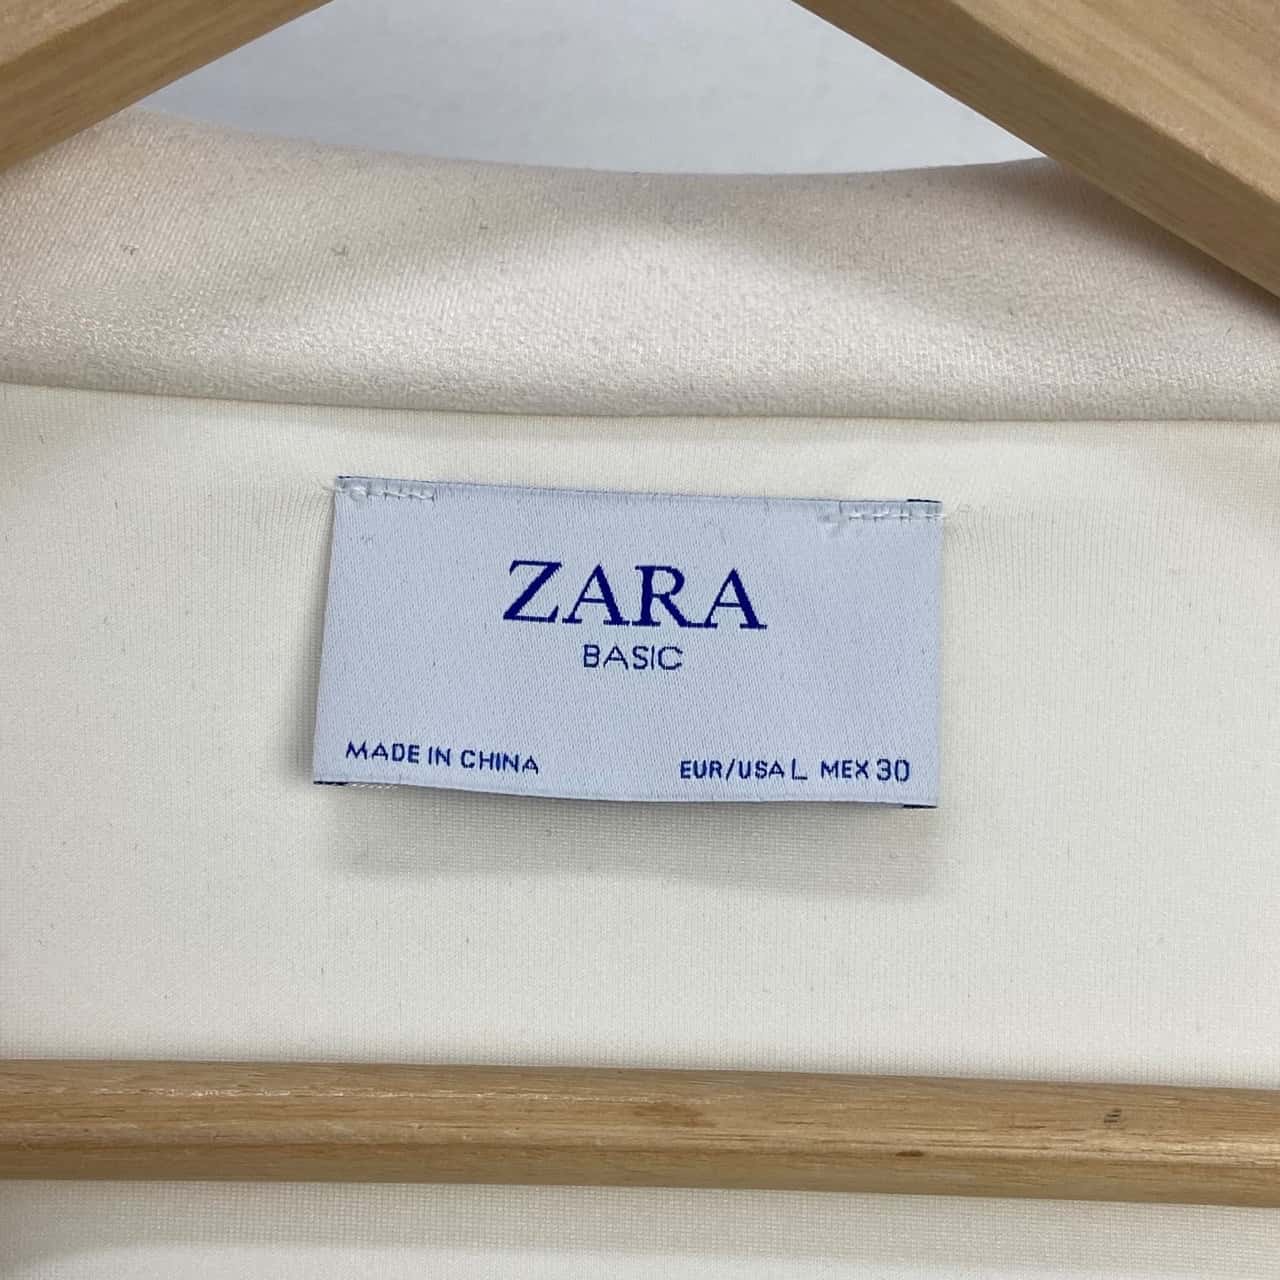 ZARA
BASIC
MADE IN CHINA EUR/USA L MEX 30